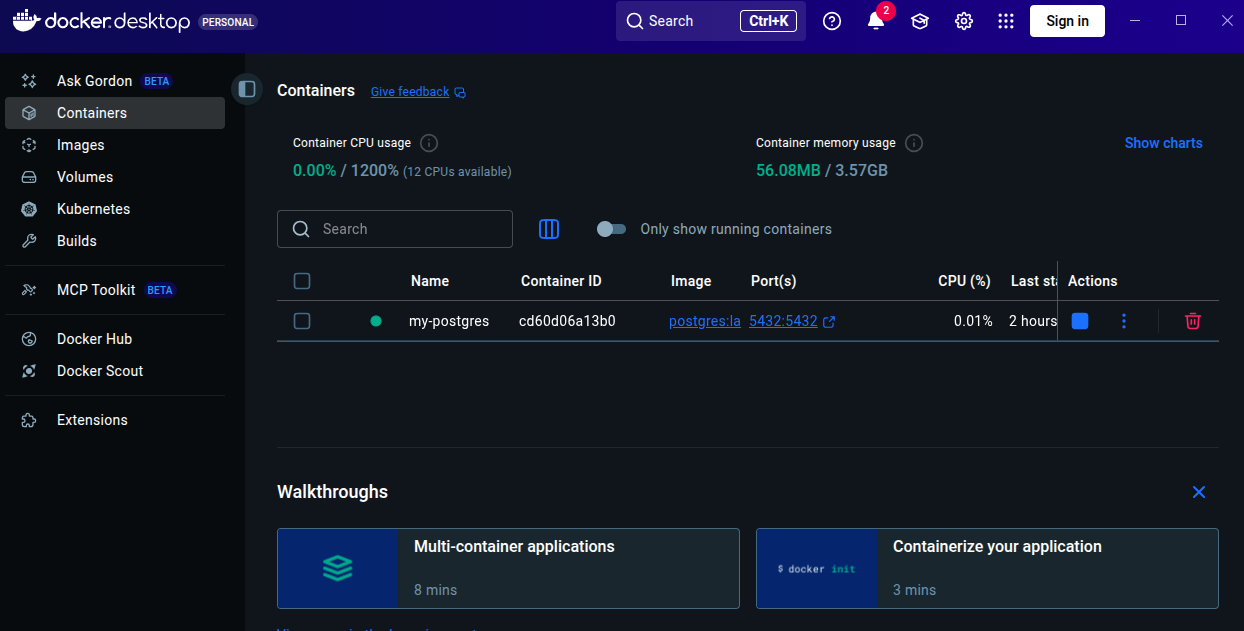 docker.desktop PERSONAL Search Ctrl+K 2 Sign in
Ask Gordon BETA
Containers
Images
Volumes
Kubernetes
Builds
MCP Toolkit BETA
Docker Hub
Docker Scout
Extensions
Containers Give feedback
Container CPU usage
0.00% / 1200% (12 CPUs available)
Container memory usage
56.08MB / 3.57GB
Show charts
Search
Only show running containers
Name Container ID Image Port(s) CPU (%) Last sta Actions
my-postgres cd60d06a13b0 postgres:la 5432:5432 0.01% 2 hours
Walkthroughs
Multi-container applications
8 mins
$ docker init
Containerize your application
3 mins